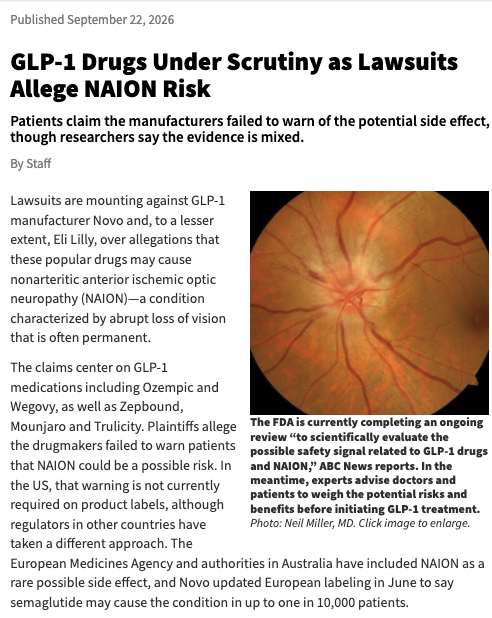 Published September 22, 2026
GLP-1 Drugs Under Scrutiny as Lawsuits
Allege NAION Risk
Patients claim the manufacturers failed to warn of the potential side effect,
though researchers say the evidence is mixed.
By Staff
Lawsuits are mounting against GLP-1
manufacturer Novo and, to a lesser
extent, Eli Lilly, over allegations that
these popular drugs may cause
nonarteritic anterior ischemic optic
neuropathy (NAION)—a condition
characterized by abrupt loss of vision
that is often permanent.
The claims center on GLP-1
medications including Ozempic and
Wegovy, as well as Zepbound,
Mounjaro and Trulicity. Plaintiffs allege
the drugmakers failed to warn patients
that NAION could be a possible risk. In
the US, that warning is not currently
required on product labels, although
regulators in other countries have
taken a different approach. The
European Medicines Agency and authorities in Australia have included NAION as a
rare possible side effect, and Novo updated European labeling in June to say
semaglutide may cause the condition in up to one in 10,000 patients.
The FDA is currently completing an ongoing
review “to scientifically evaluate the
possible safety signal related to GLP-1 drugs
and NAION,” ABC News reports. In the
meantime, experts advise doctors and
patients to weigh the potential risks and
benefits before initiating GLP-1 treatment.
Photo: Neil Miller, MD. Click image to enlarge.